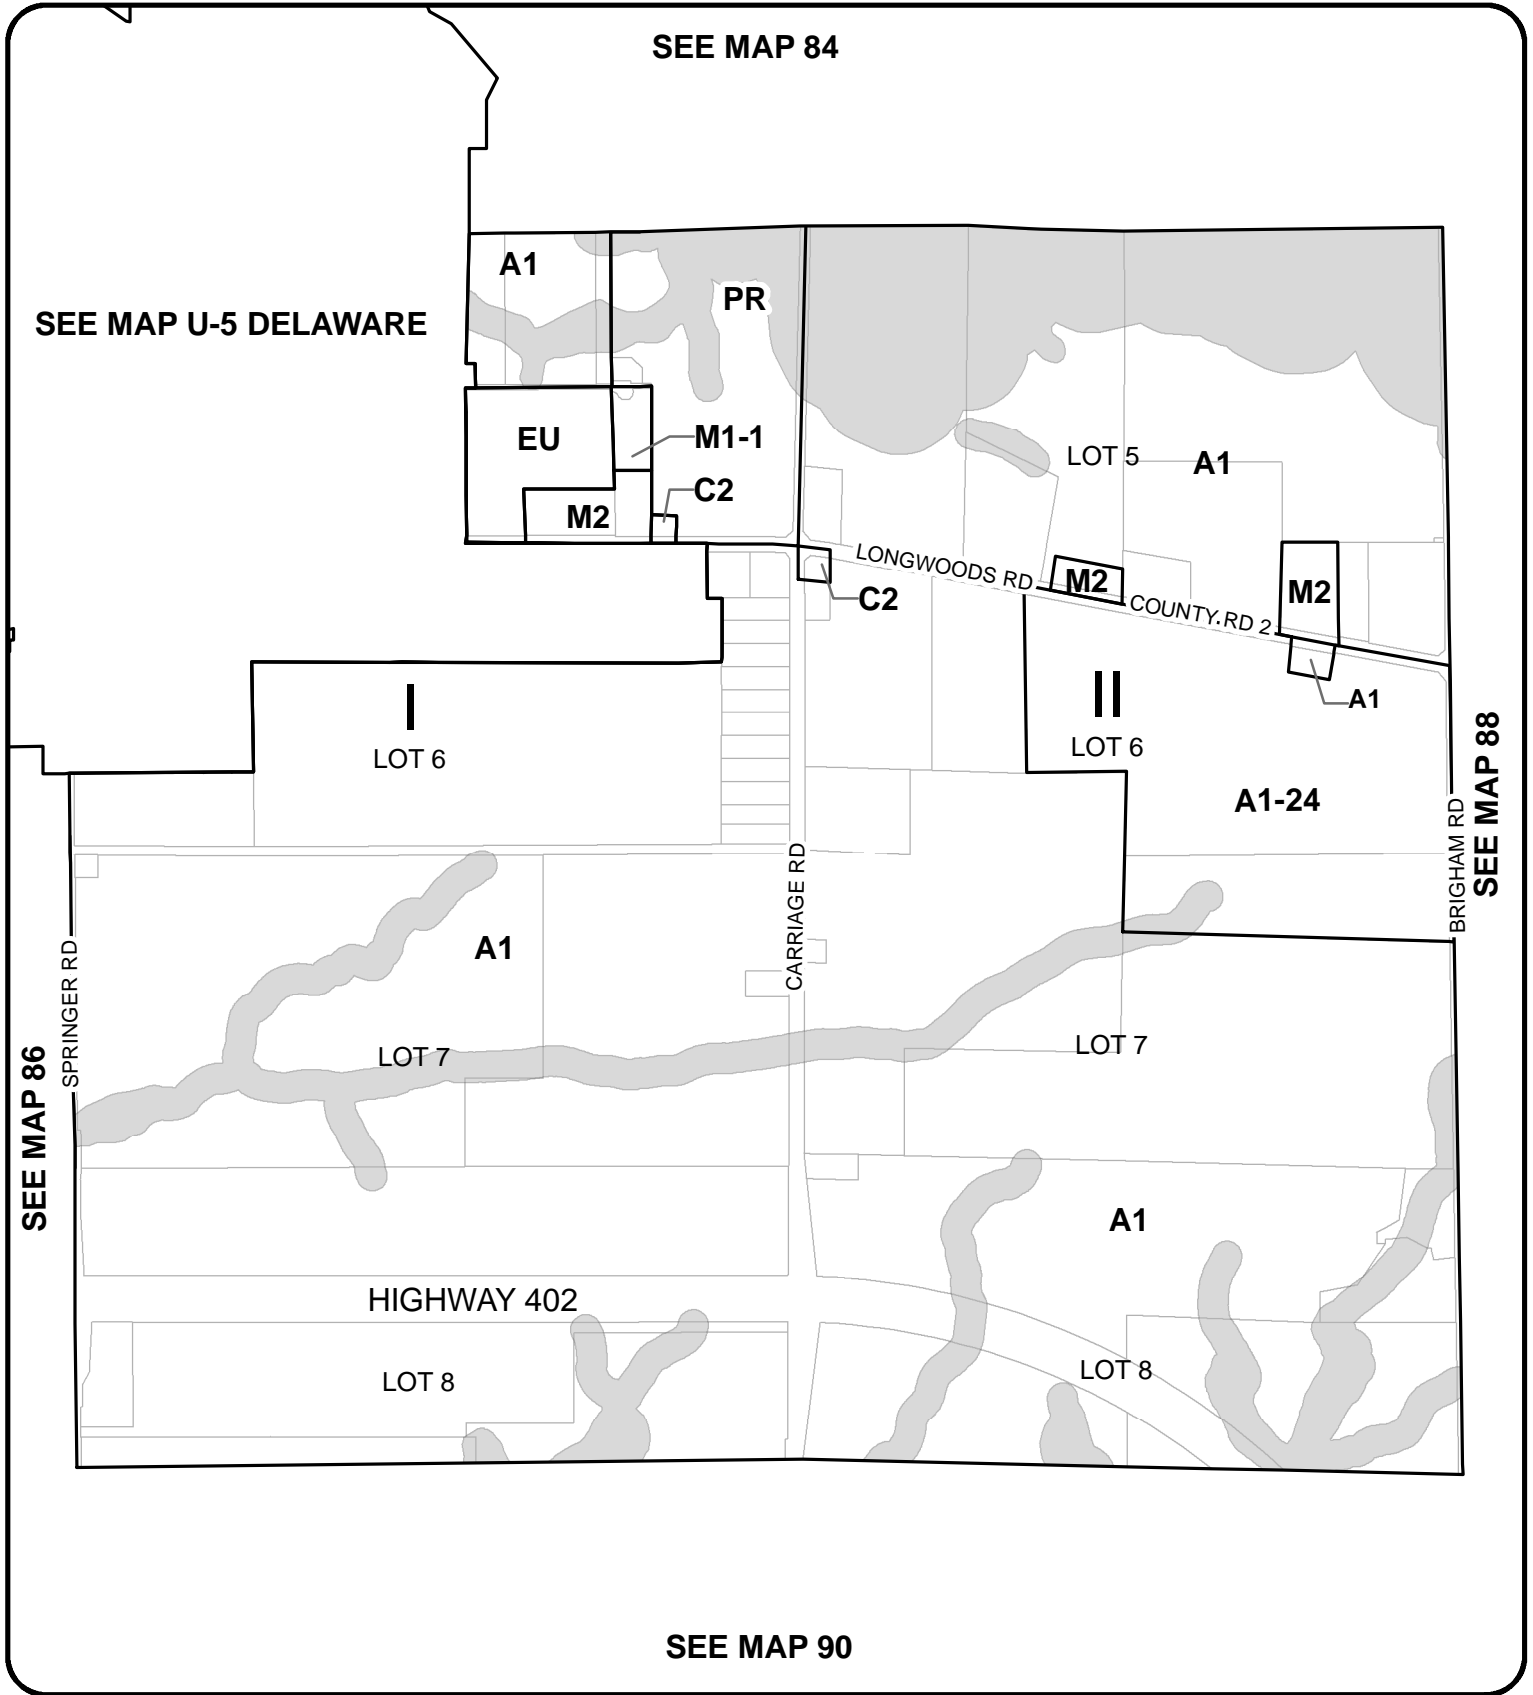 SEE MAP 84
A1
PR
SEE MAP U-5 DELAWARE
EU
M1-1
LOT 5
A1
C2
M2
LONGWOODS RD
M2
C2
COUNTY RD 2
M2
A1
I
LOT 6
II
LOT 6
A1-24
SEE MAP 88
BRIGHAM RD
CARRIAGE RD
A1
SPRINGER RD
LOT 7
LOT 7
SEE MAP 86
A1
HIGHWAY 402
LOT 8
LOT 8
SEE MAP 90